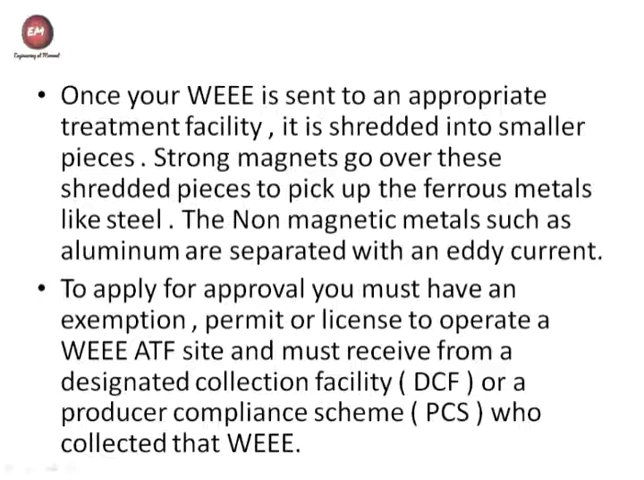 EM
• Once your WEEE is sent to an appropriate
treatment facility , it is shredded into smaller
pieces . Strong magnets go over these
shredded pieces to pick up the ferrous metals
like steel . The Non magnetic metals such as
aluminum are separated with an eddy current.
• To apply for approval you must have an
exemption , permit or license to operate a
WEEE ATF site and must receive from a
designated collection facility ( DCF ) or a
producer compliance scheme ( PCS ) who
collected that WEEE.